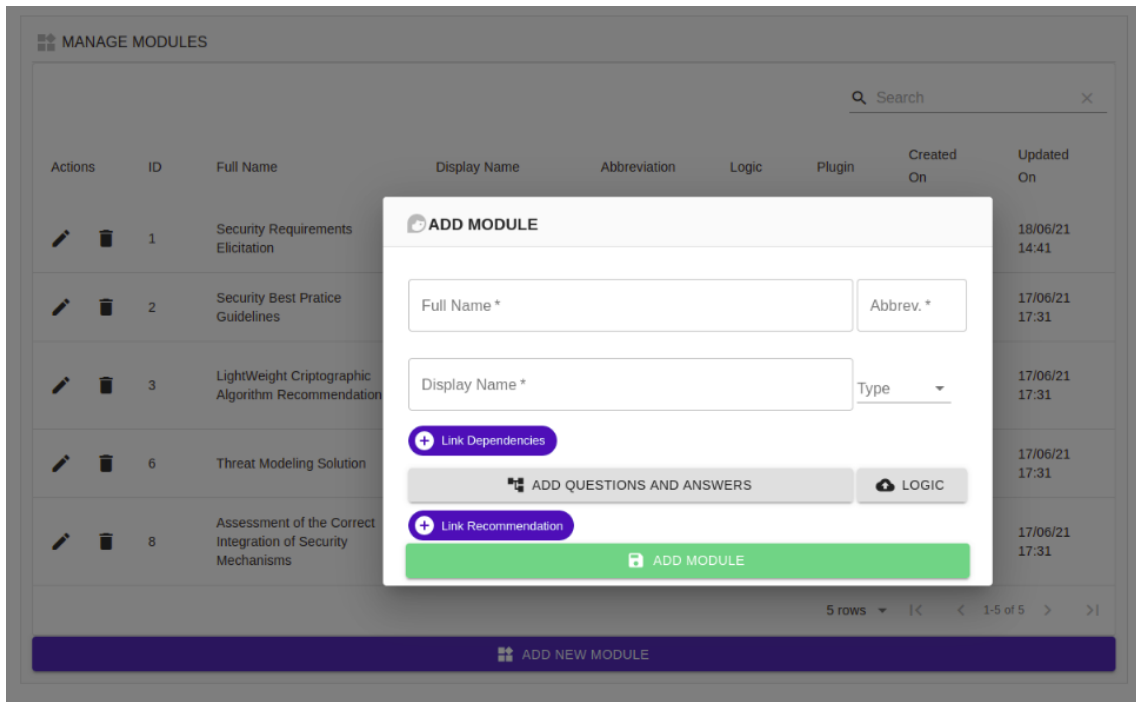 MANAGE MODULES
Search
Actions ID Full Name Display Name Abbreviation Logic Plugin Created On Updated On
1 Security Requirements Elicitation 18/06/21 14:41
2 Security Best Pratice Guidelines 17/06/21 17:31
3 LightWeight Criptographic Algorithm Recommendation 17/06/21 17:31
6 Threat Modeling Solution 17/06/21 17:31
8 Assessment of the Correct Integration of Security Mechanisms 17/06/21 17:31
ADD MODULE
Full Name * Abbrev. *
Display Name * Type
Link Dependencies
ADD QUESTIONS AND ANSWERS LOGIC
Link Recommendation
ADD MODULE
5 rows 1-5 of 5
ADD NEW MODULE